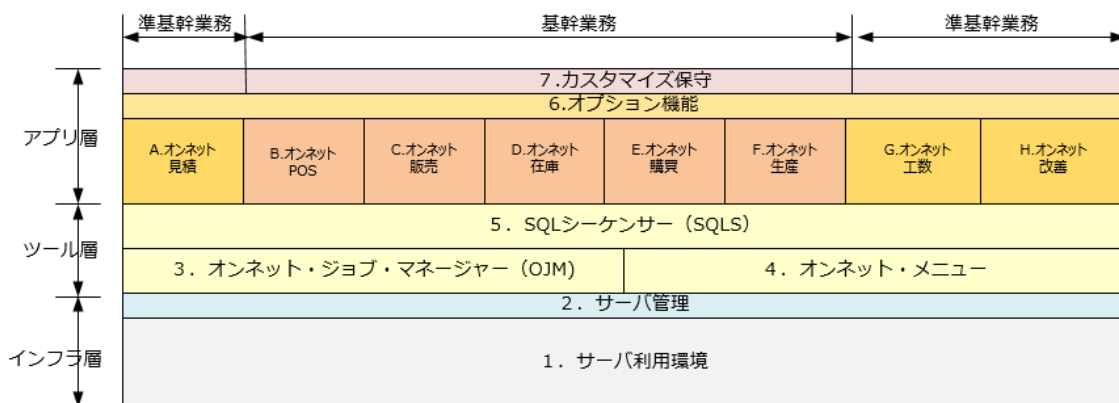 準基幹業務
基幹業務
準基幹業務
アプリ層
7.カスタマイズ保守
6.オプション機能
A.オンネット
見積
B.オンネット
POS
C.オンネット
販売
D.オンネット
在庫
E.オンネット
購買
F.オンネット
生産
G.オンネット
工数
H.オンネット
改善
ツール層
5．SQLシーケンサー（SQLS）
3．オンネット・ジョブ・マネージャー（OJM)
4．オンネット・メニュー
インフラ層
2．サーバ管理
1．サーバ利用環境